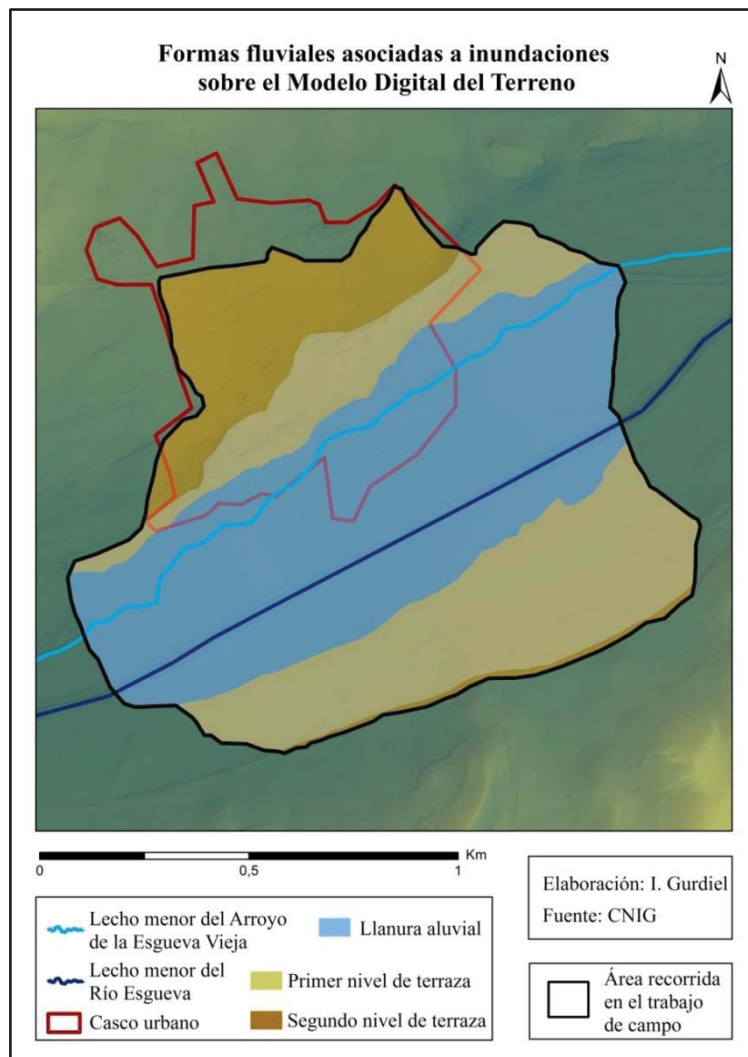 Formas fluviales asociadas a inundaciones
sobre el Modelo Digital del Terreno
N
Km
0
0,5
1
Lecho menor del Arroyo
de la Esgueva Vieja
Lecho menor del
Río Esgueva
Casco urbano
Llanura aluvial
Primer nivel de terraza
Segundo nivel de terraza
Elaboración: I. Gurdiel
Fuente: CNIG
Área recorrida
en el trabajo
de campo